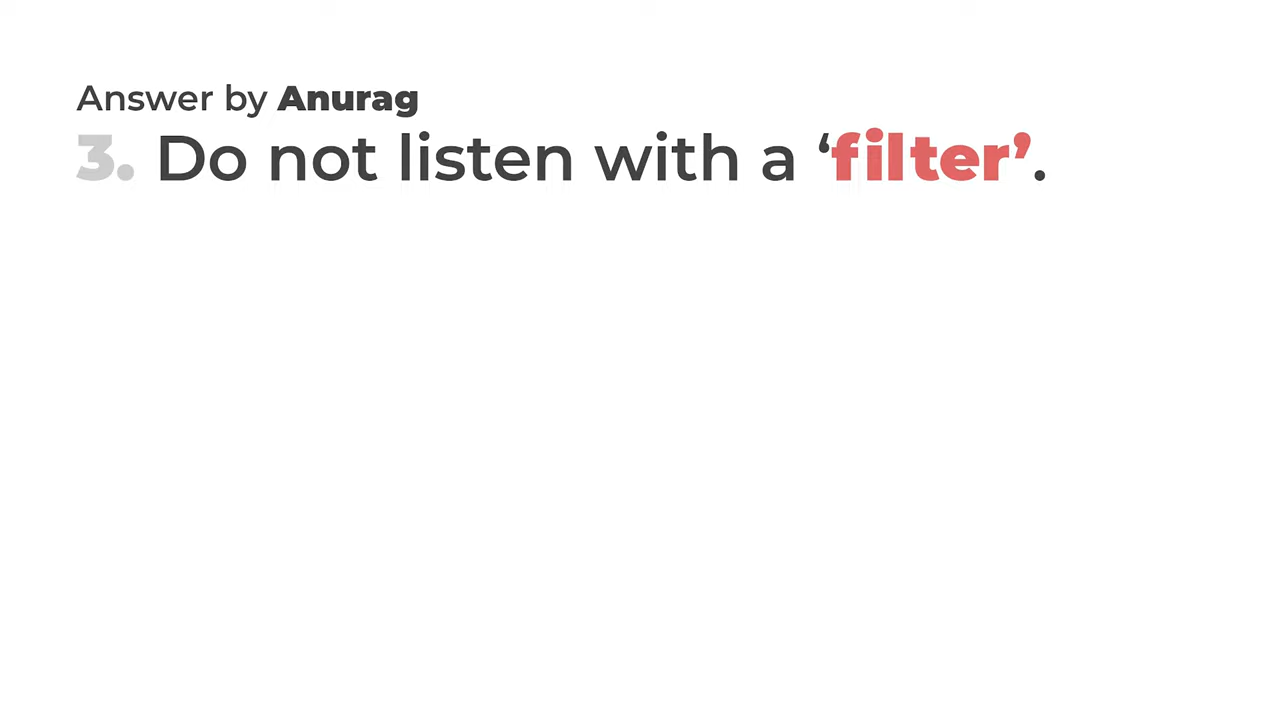 Answer by Anurag
3. Do not listen with a ‘filter’.